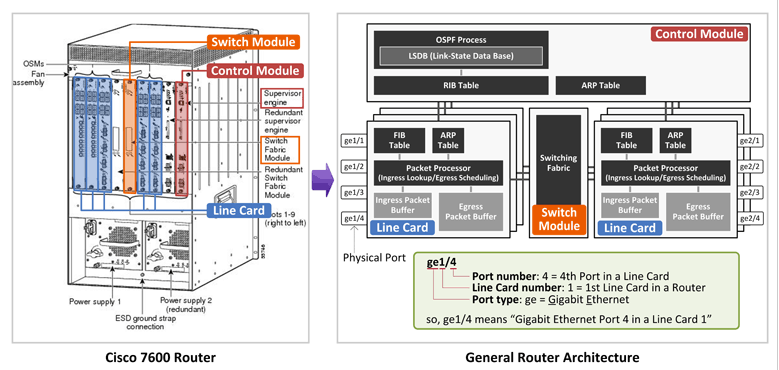 Switch Module
OSMs
Fan
assembly
Control Module
Supervisor
engine
Redundant
supervisor
engine
Switch
Fabric
Module
Redundant
Switch
Fabric
Module
Line Card
ots 1-9
(right to left)
Power supply 1
Power supply 2
(redundant)
ESD ground strap
connection
Cisco 7600 Router
Control Module
OSPF Process
LSDB (Link-State Data Base)
RIB Table
ARP Table
ge1/1
ge1/2
ge1/3
ge1/4
FIB
Table
ARP
Table
Packet Processor
(Ingress Lookup/Egress Scheduling)
Ingress Packet
Buffer
Egress
Packet Buffer
Line Card
Switching
Fabric
Switch
Module
FIB
Table
ARP
Table
Packet Processor
(Ingress Lookup/Egress Scheduling)
Ingress Packet
Buffer
Egress
Packet Buffer
Line Card
ge2/1
ge2/2
ge2/3
ge2/4
Physical Port
ge1/4
Port number: 4 = 4th Port in a Line Card
Line Card number: 1 = 1st Line Card in a Router
Port type: ge = Gigabit Ethernet
so, ge1/4 means “Gigabit Ethernet Port 4 in a Line Card 1”
General Router Architecture